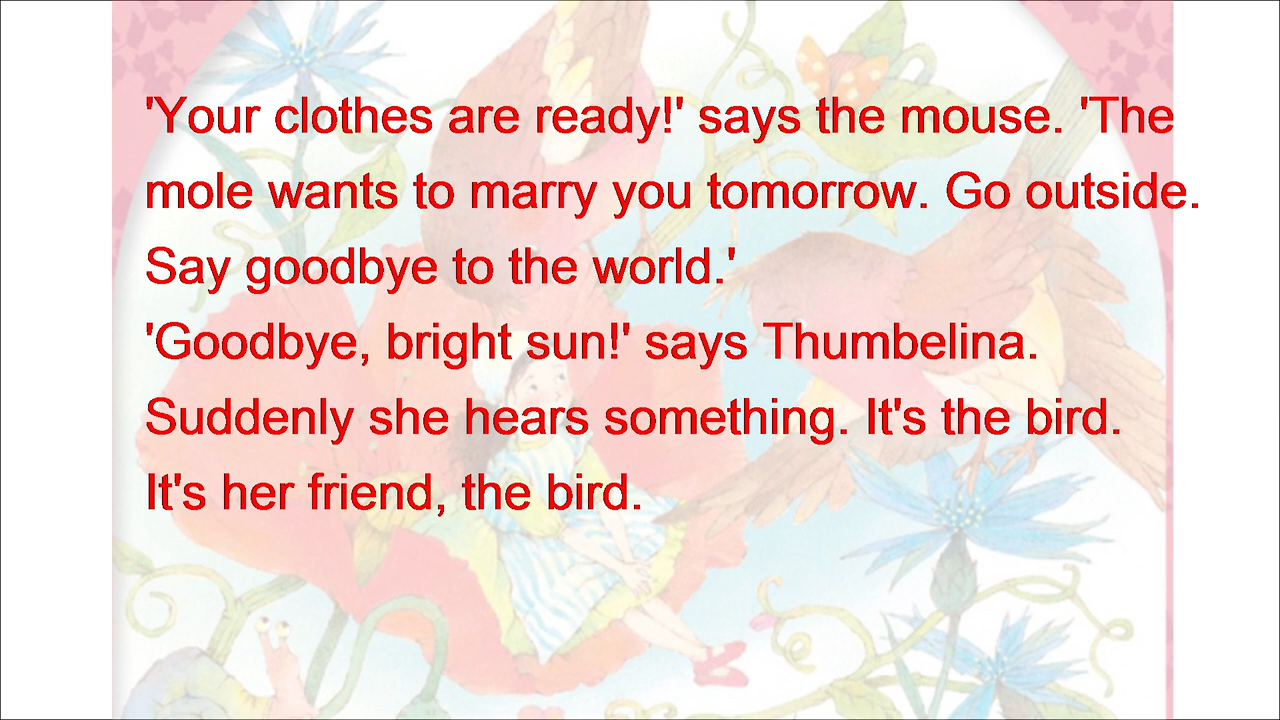 'Your clothes are ready!' says the mouse. 'The
mole wants to marry you tomorrow. Go outside.
Say goodbye to the world.'
'Goodbye, bright sun!' says Thumbelina.
Suddenly she hears something. It's the bird.
It's her friend, the bird.